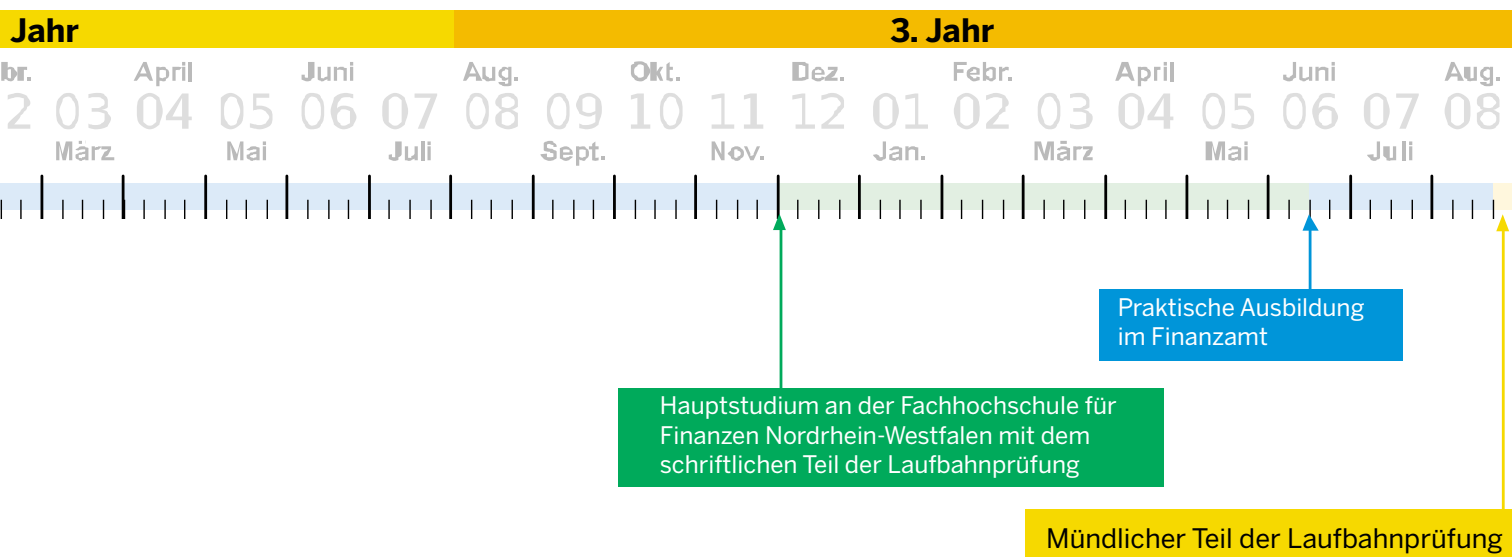 Jahr 3. Jahr
br. April Juni Aug. Okt. Dez. Febr. April Juni Aug.
2 03 04 05 06 07 08 09 10 11 12 01 02 03 04 05 06 07 08
März Mai Juli Sept. Nov. Jan. März Mai Juli
Praktische Ausbildung
im Finanzamt
Hauptstudium an der Fachhochschule für
Finanzen Nordrhein-Westfalen mit dem
schriftlichen Teil der Laufbahnprüfung
Mündlicher Teil der Laufbahnprüfung